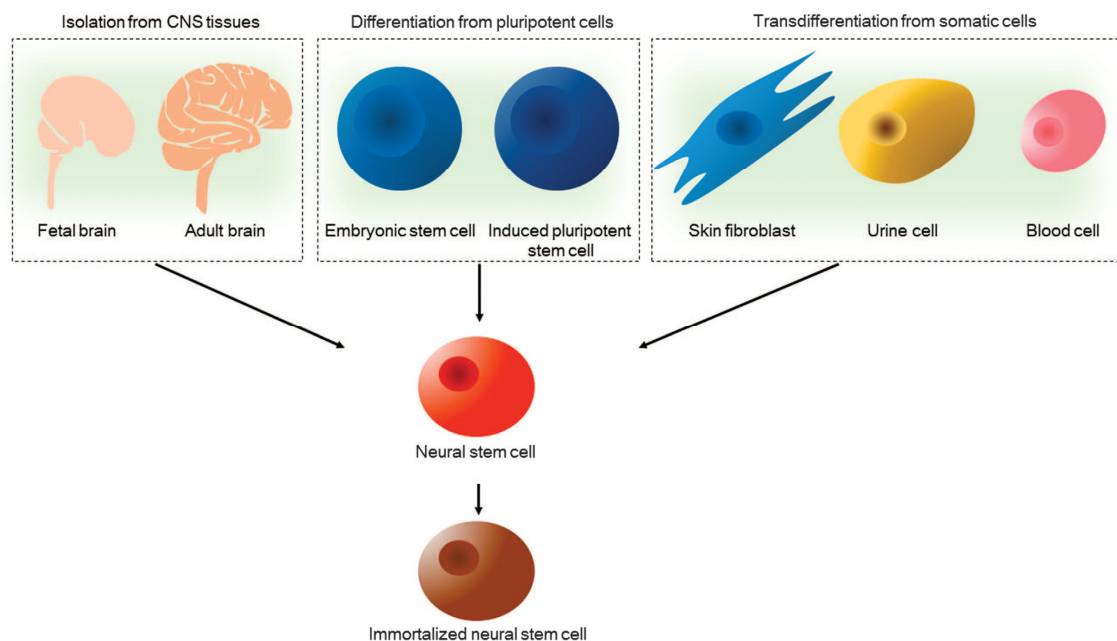 Isolation from CNS tissues
Differentiation from pluripotent cells
Transdifferentiation from somatic cells
Fetal brain
Adult brain
Embryonic stem cell
Induced pluripotent
stem cell
Skin fibroblast
Urine cell
Blood cell
Neural stem cell
Immortalized neural stem cell